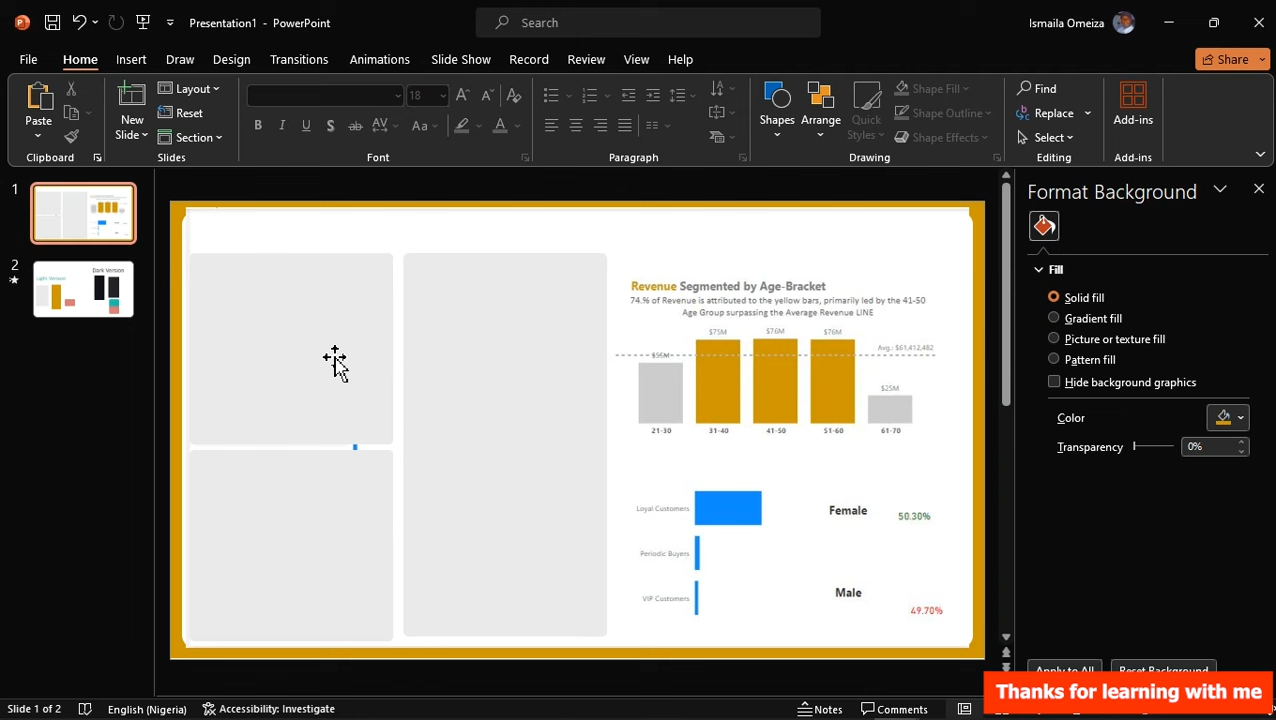 Presentation1 - PowerPoint
Search
Ismaila Omeiza
File Home Insert Draw Design Transitions Animations Slide Show Record Review View Help
Share
Paste
Clipboard
New Slide
Layout
Reset
Section
Slides
18
Font
Paragraph
Shapes
Arrange
Quick Styles
Shape Fill
Shape Outline
Shape Effects
Drawing
Find
Replace
Select
Editing
Add-ins
Add-ins
1
2
Light Version
Dark Version
Revenue Segmented by Age-Bracket
74.% of Revenue is attributed to the yellow bars, primarily led by the 41-50
Age Group surpassing the Average Revenue LINE
$55M
$75M
$76M
$76M
$25M
Avg.: $61,412,482
21-30 31-40 41-50 51-60 61-70
Loyal Customers
Periodic Buyers
VIP Customers
Female
50.30%
Male
49.70%
Format Background
Fill
Solid fill
Gradient fill
Picture or texture fill
Pattern fill
Hide background graphics
Color
Transparency
0%
Apply to All
Reset Background
Thanks for learning with me
Slide 1 of 2
English (Nigeria)
Accessibility: Investigate
Notes
Comments